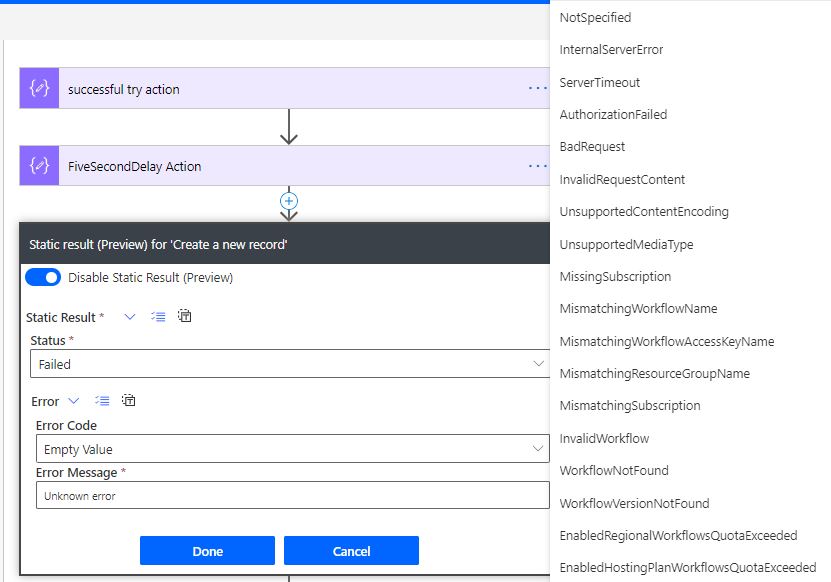 successful try action
FiveSecondDelay Action
Static result (Preview) for 'Create a new record'
Disable Static Result (Preview)
Static Result *
Status *
Failed
Error
Error Code
Empty Value
Error Message *
Unknown error
Done
Cancel
NotSpecified
InternalServerError
ServerTimeout
AuthorizationFailed
BadRequest
InvalidRequestContent
UnsupportedContentEncoding
UnsupportedMediaType
MissingSubscription
MismatchingWorkflowName
MismatchingWorkflowAccessKeyName
MismatchingResourceGroupName
MismatchingSubscription
InvalidWorkflow
WorkflowNotFound
WorkflowVersionNotFound
EnabledRegionalWorkflowsQuotaExceeded
EnabledHostingPlanWorkflowsQuotaExceeded